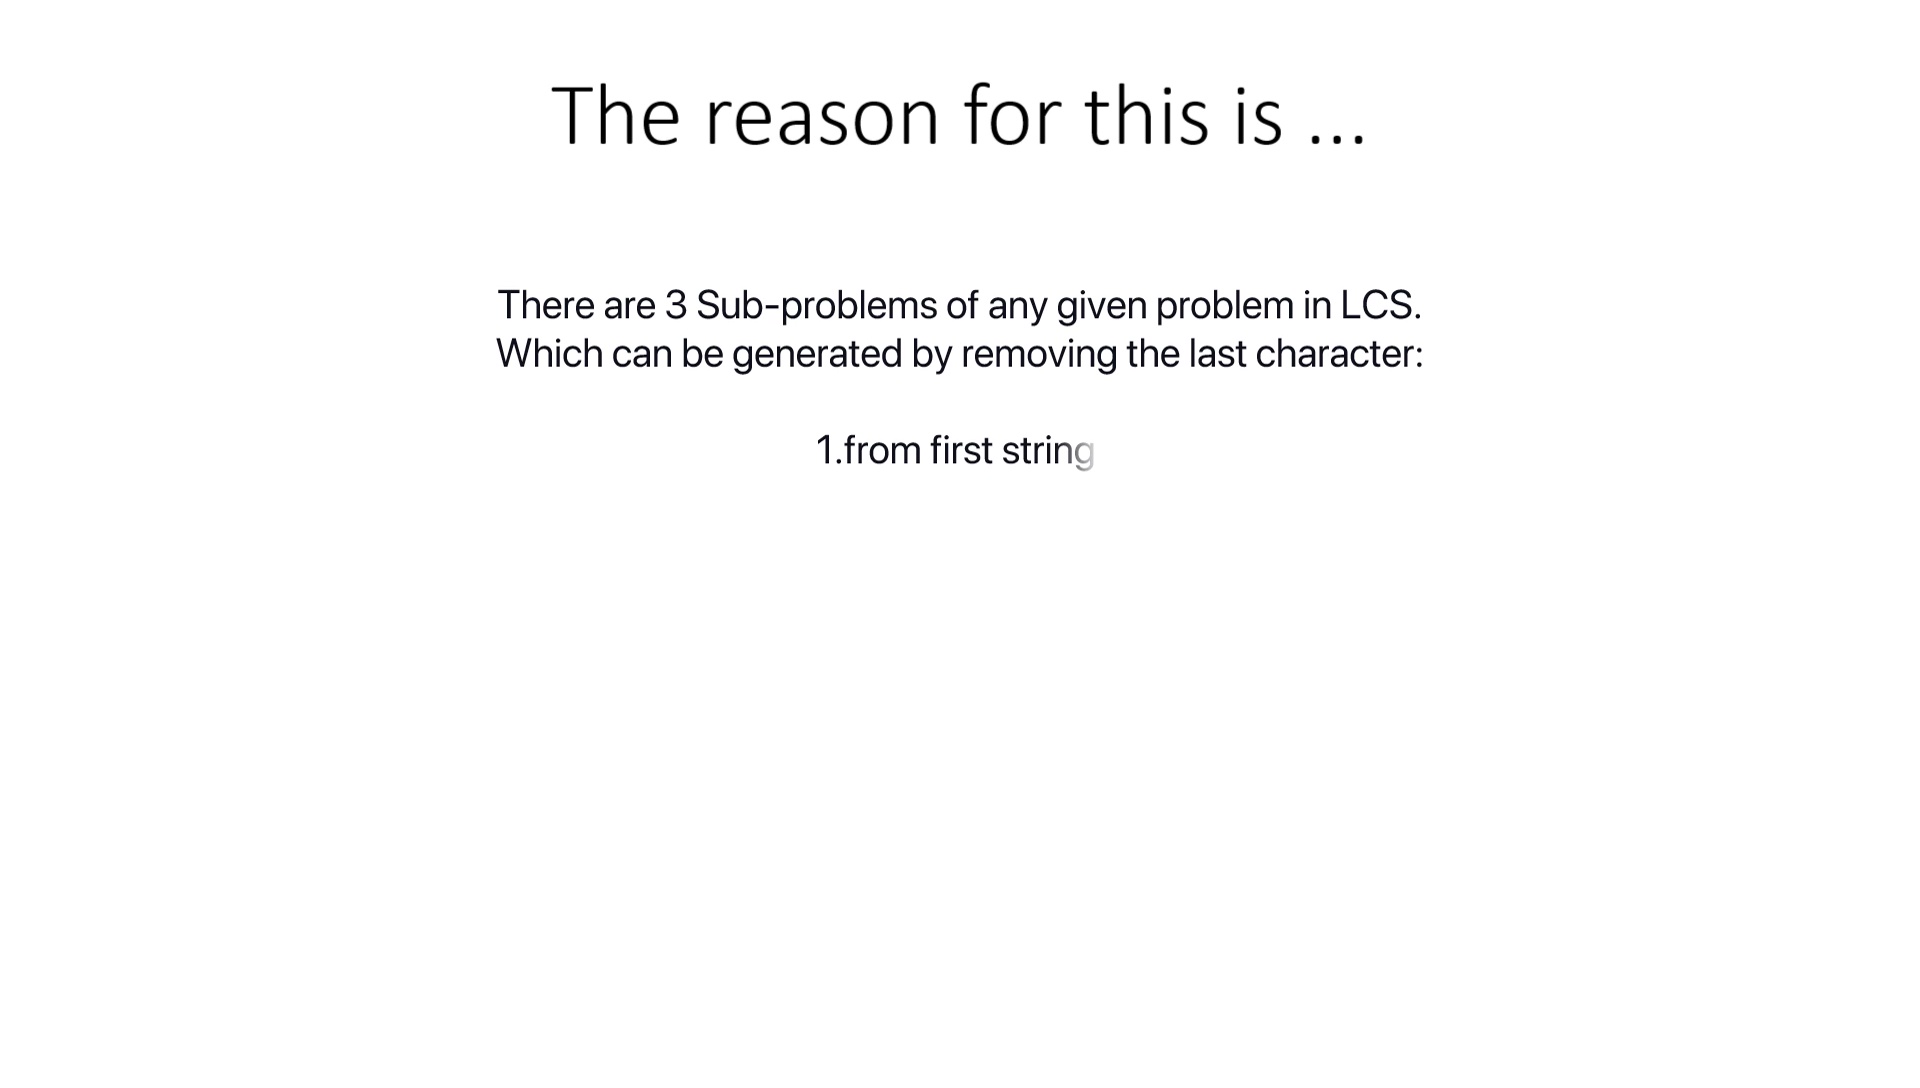 The reason for this is ...
There are 3 Sub-problems of any given problem in LCS.
Which can be generated by removing the last character:
1.from first string